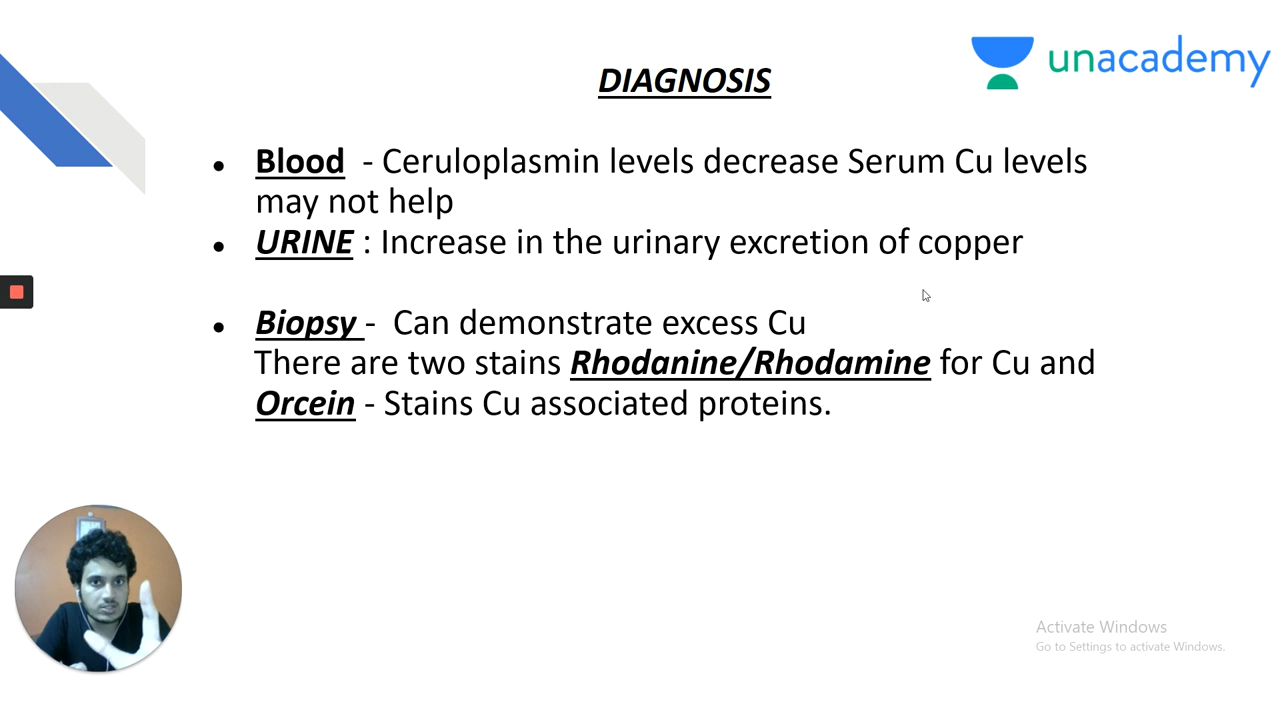 unacademy
DIAGNOSIS
● Blood - Ceruloplasmin levels decrease Serum Cu levels
may not help
● URINE : Increase in the urinary excretion of copper
● Biopsy - Can demonstrate excess Cu
There are two stains Rhodanine/Rhodamine for Cu and
Orcein - Stains Cu associated proteins.
Activate Windows
Go to Settings to activate Windows.